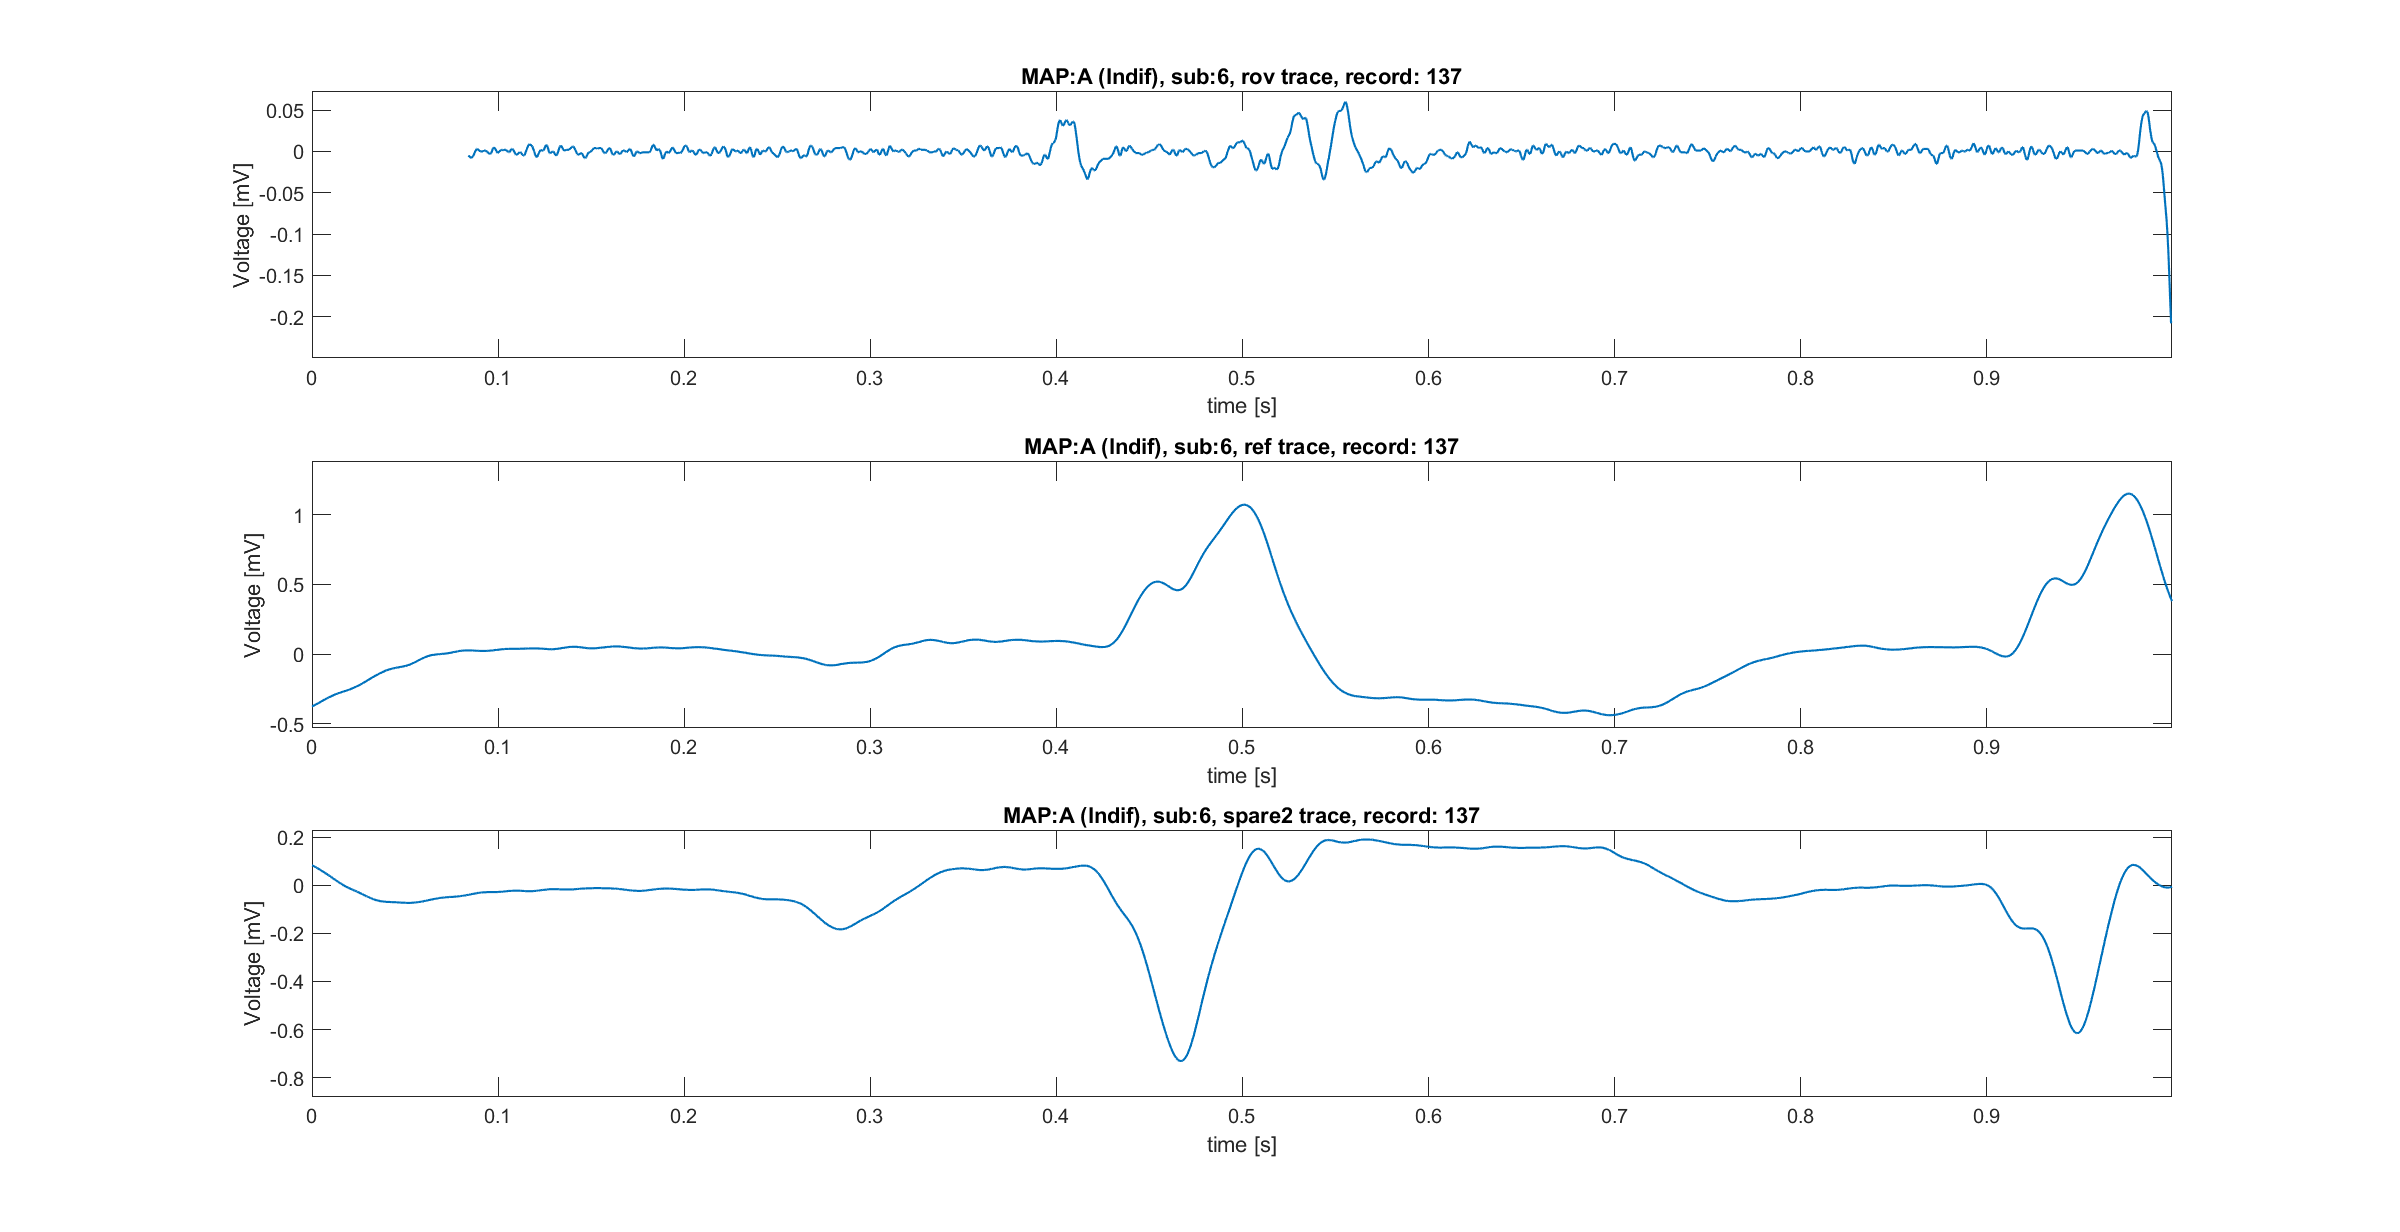 MAP:A (Indif), sub:6, rov trace, record: 137
Voltage [mV]
0.05
0
-0.05
-0.1
-0.15
-0.2
0 0.1 0.2 0.3 0.4 0.5 0.6 0.7 0.8 0.9
time [s]
MAP:A (Indif), sub:6, ref trace, record: 137
Voltage [mV]
1
0.5
0
-0.5
0 0.1 0.2 0.3 0.4 0.5 0.6 0.7 0.8 0.9
time [s]
MAP:A (Indif), sub:6, spare2 trace, record: 137
Voltage [mV]
0.2
0
-0.2
-0.4
-0.6
-0.8
0 0.1 0.2 0.3 0.4 0.5 0.6 0.7 0.8 0.9
time [s]